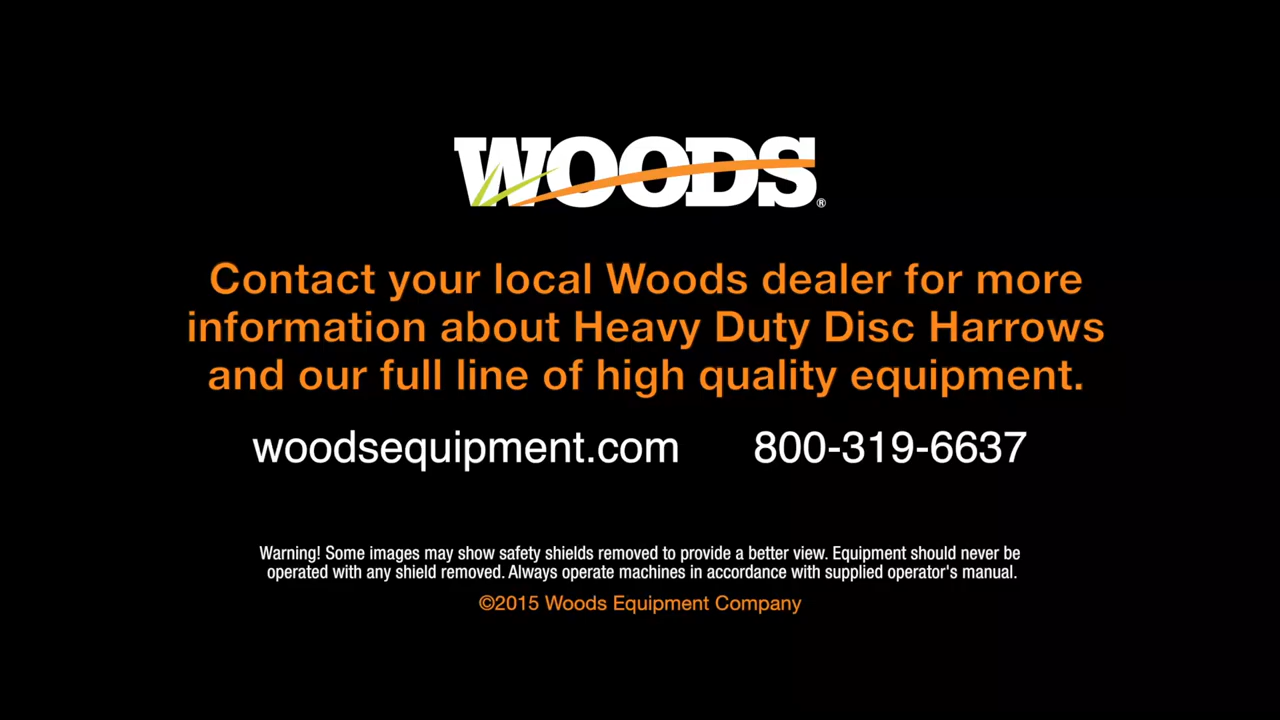 WOODS®
Contact your local Woods dealer for more
information about Heavy Duty Disc Harrows
and our full line of high quality equipment.
woodsequipment.com 800-319-6637
Warning! Some images may show safety shields removed to provide a better view. Equipment should never be
operated with any shield removed. Always operate machines in accordance with supplied operator's manual.
©2015 Woods Equipment Company